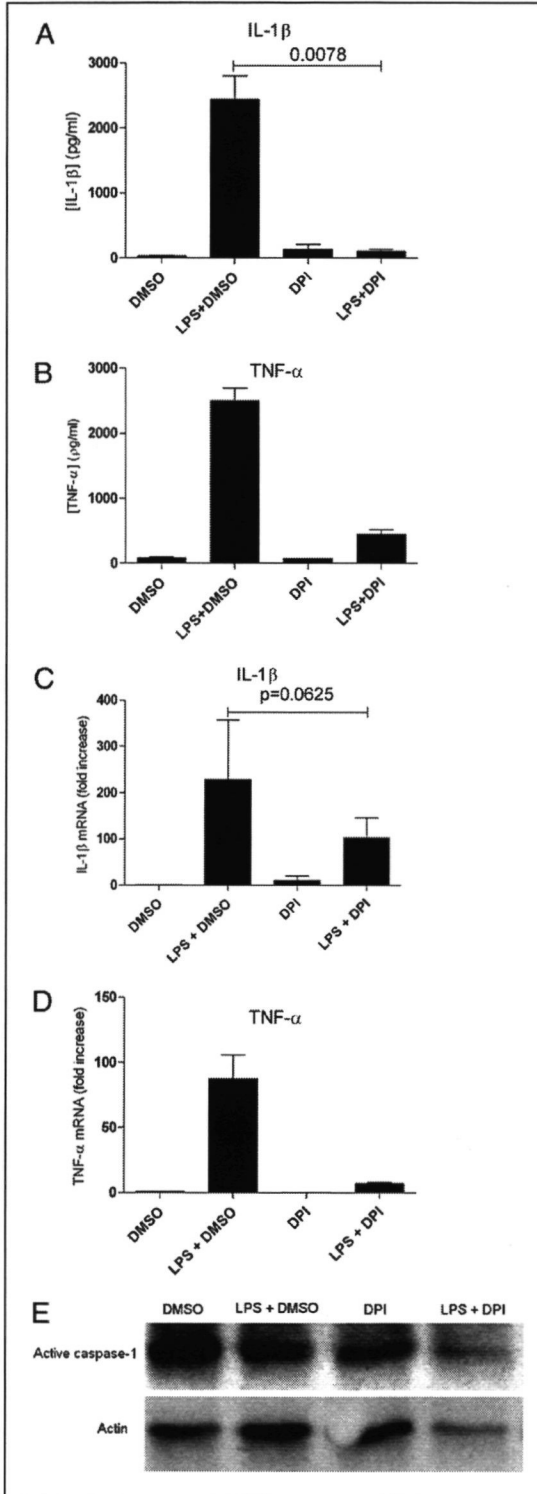 A
IL-1β
0.0078
[IL-1β] (pg/ml)
3000
2000
1000
0
DMSO
LPS+DMSO
DPI
LPS+DPI
B
TNF-α
[TNF-α] (ρg/ml)
3000
2000
1000
0
DMSO
LPS+DMSO
DPI
LPS+DPI
C
IL-1β
p=0.0625
IL-1β mRNA (fold increase)
400
300
200
100
0
DMSO
LPS + DMSO
DPI
LPS + DPI
D
TNF-α
TNF-α mRNA (fold increase)
150
100
50
0
DMSO
LPS + DMSO
DPI
LPS + DPI
E
DMSO LPS + DMSO DPI LPS + DPI
Active caspase-1
Actin